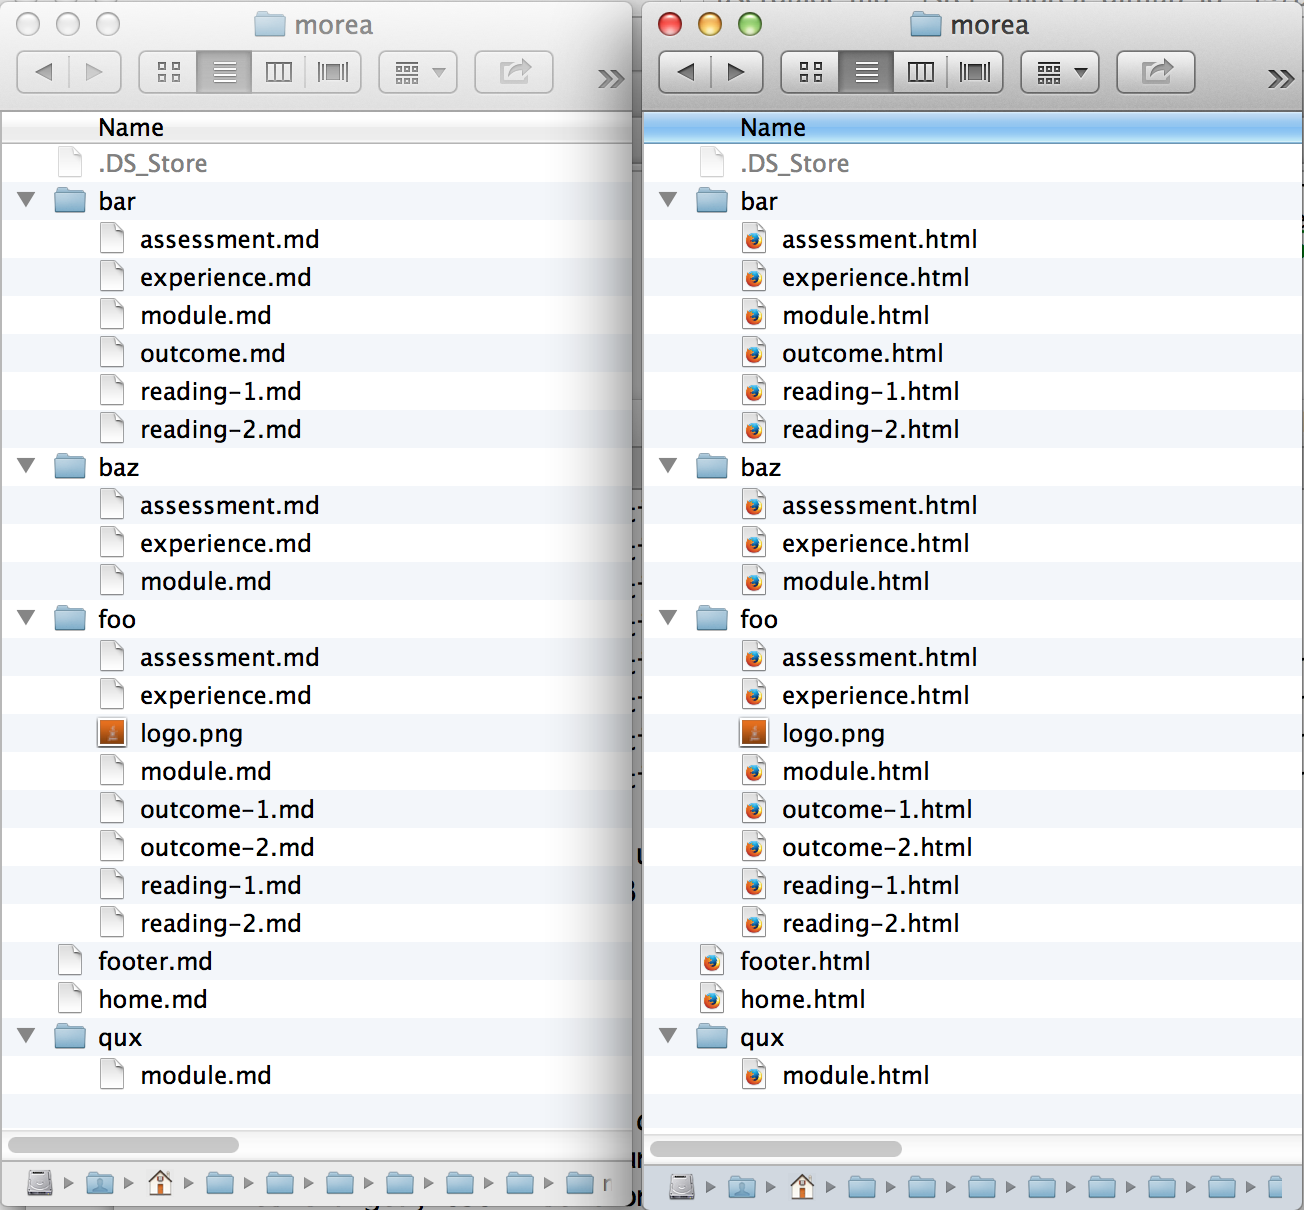 morea
Name
.DS_Store
bar
assessment.md
experience.md
module.md
outcome.md
reading-1.md
reading-2.md
baz
assessment.md
experience.md
module.md
foo
assessment.md
experience.md
logo.png
module.md
outcome-1.md
outcome-2.md
reading-1.md
reading-2.md
footer.md
home.md
qux
module.md
morea
Name
.DS_Store
bar
assessment.html
experience.html
module.html
outcome.html
reading-1.html
reading-2.html
baz
assessment.html
experience.html
module.html
foo
assessment.html
experience.html
logo.png
module.html
outcome-1.html
outcome-2.html
reading-1.html
reading-2.html
footer.html
home.html
qux
module.html